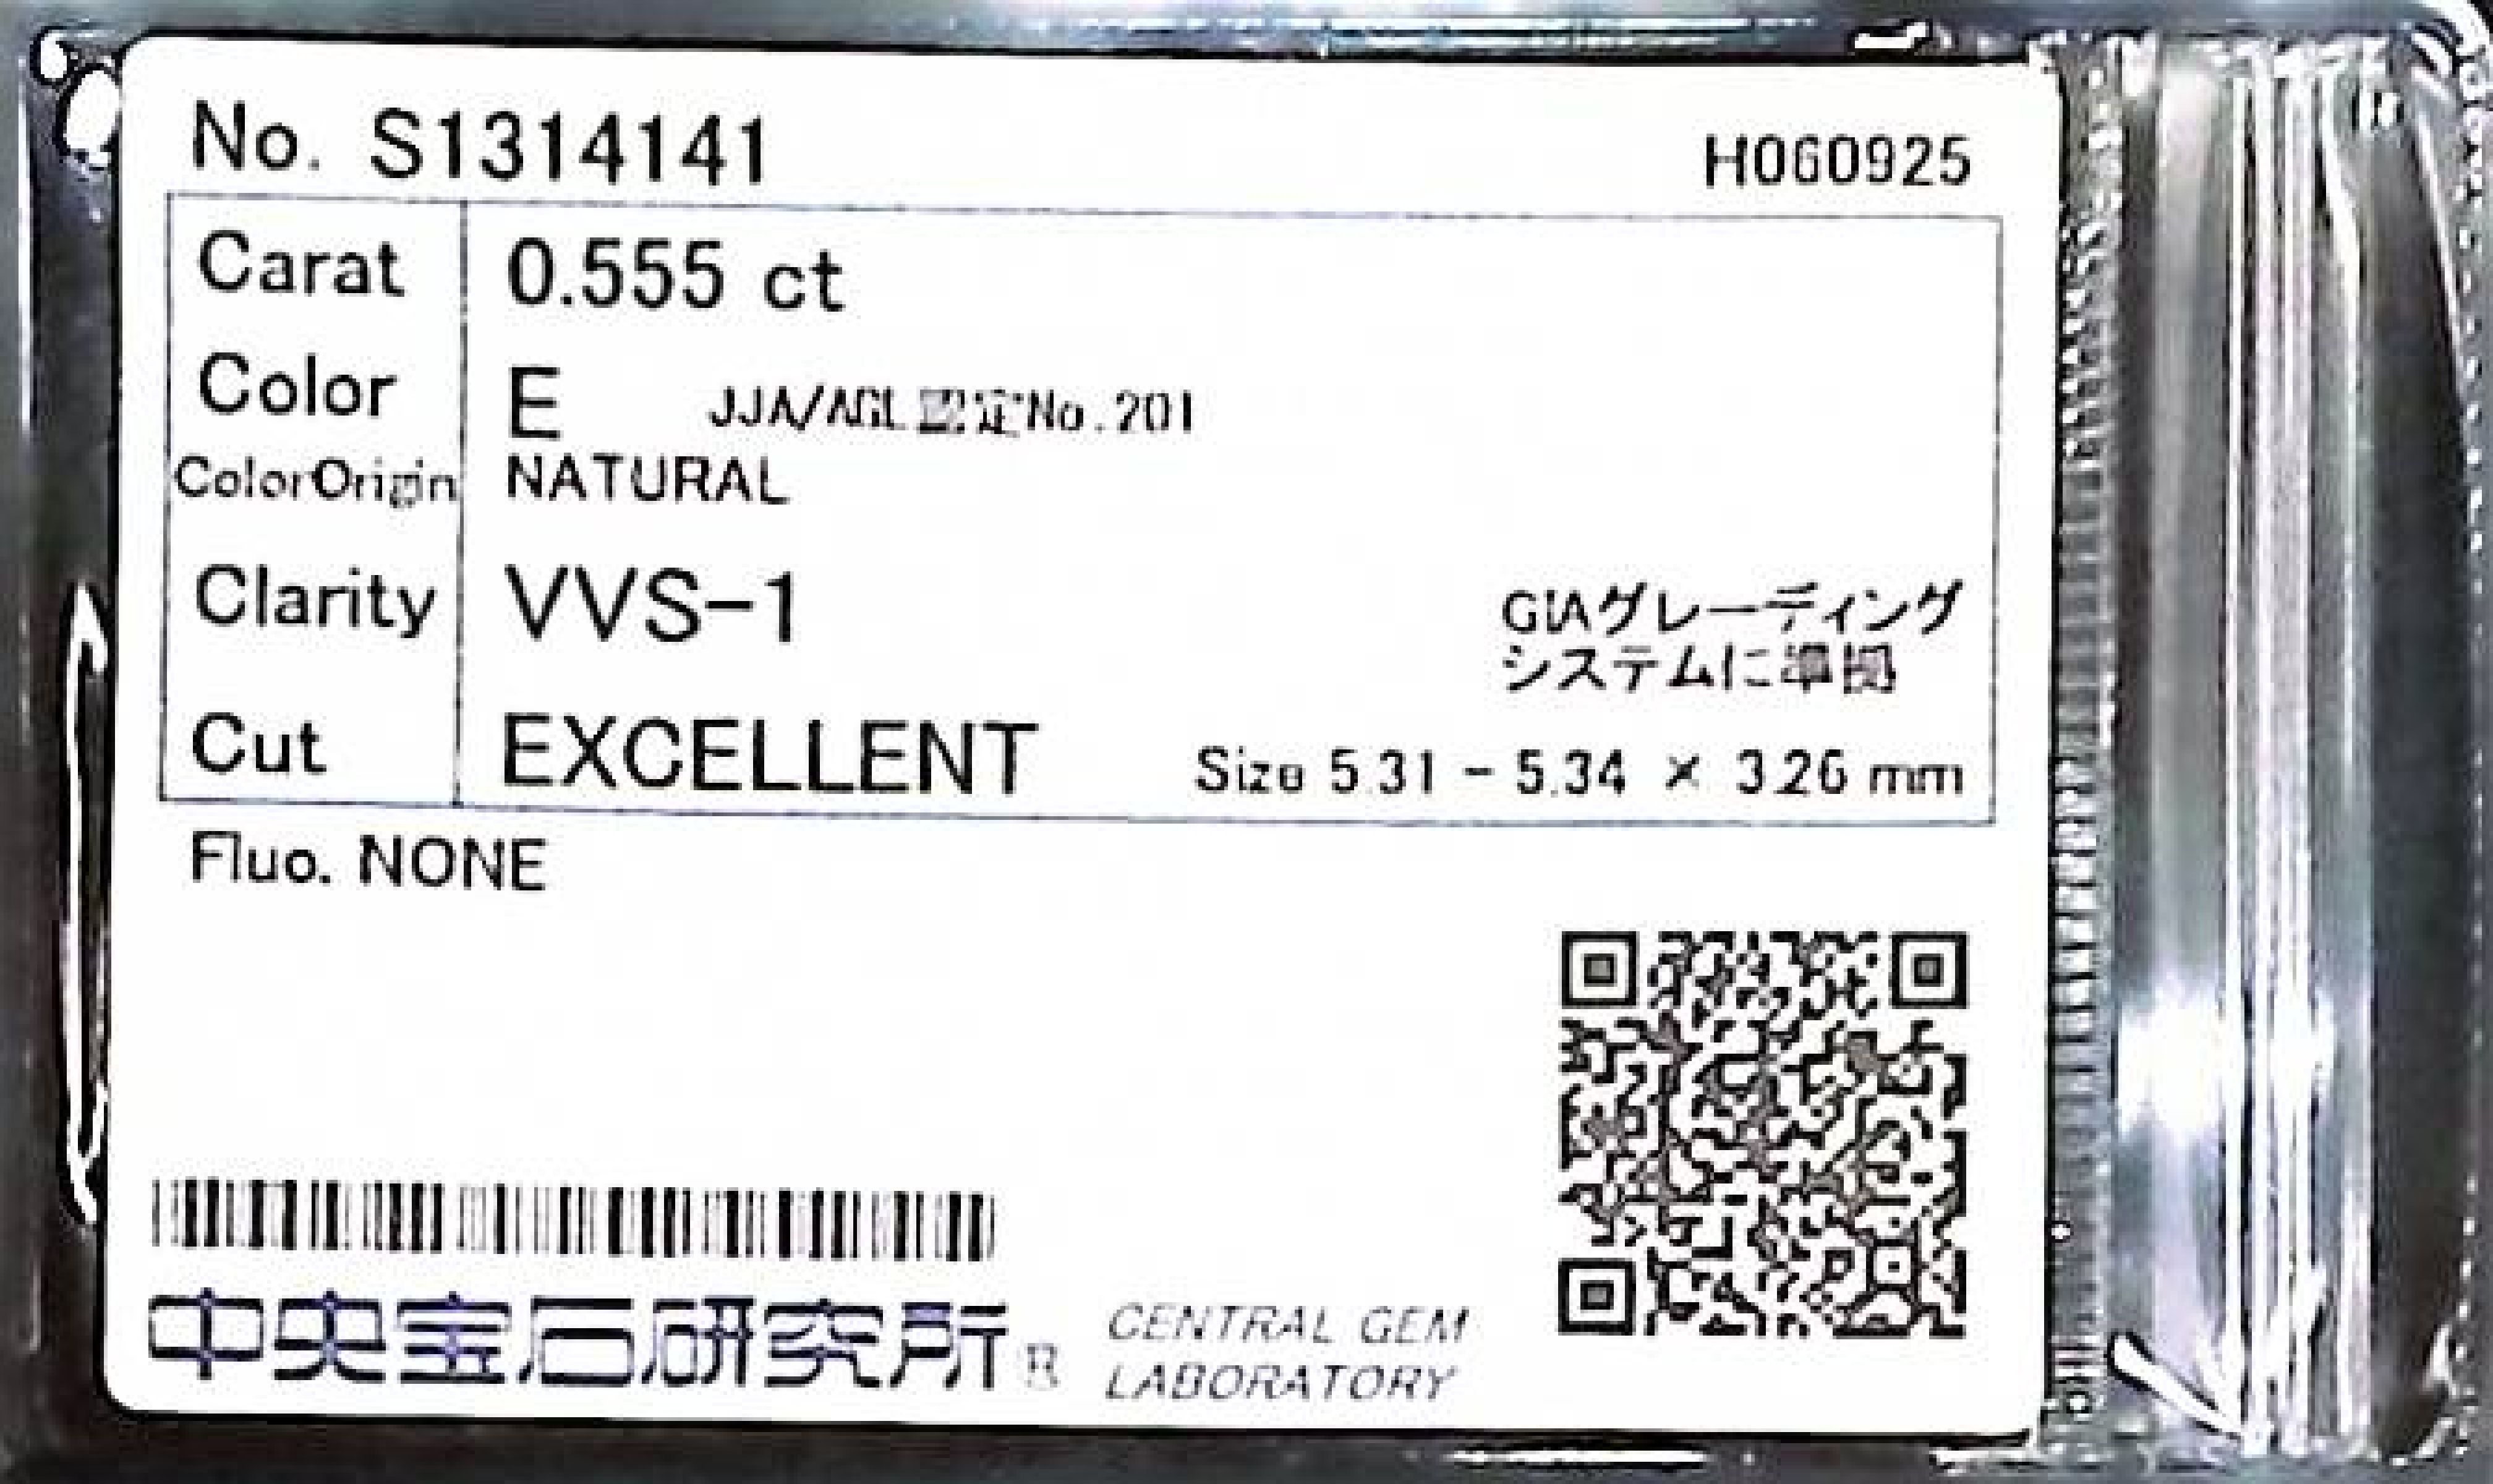 No. S1314141
H060925
Carat 0.555 ct
Color E JJA/AGL認定No.201
ColorOrigin NATURAL
Clarity VVS-1
GIAグレーディング
システムに準拠
Cut EXCELLENT Size 5.31 - 5.34 × 3.26 mm
Fluo. NONE
中央宝石研究所® CENTRAL GEM
LABORATORY